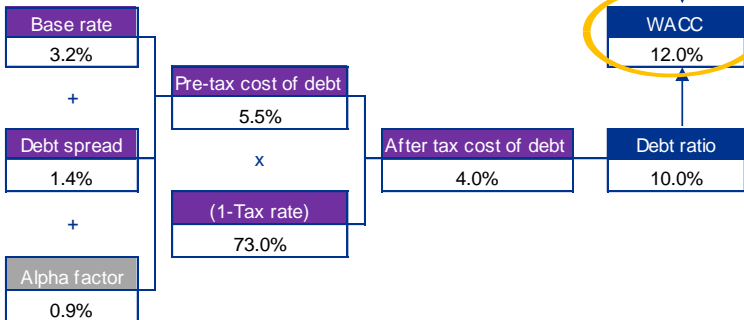 Base rate
3.2%
+
Debt spread
1.4%
+
Alpha factor
0.9%
Pre-tax cost of debt
5.5%
x
(1-Tax rate)
73.0%
After tax cost of debt
4.0%
WACC
12.0%
Debt ratio
10.0%